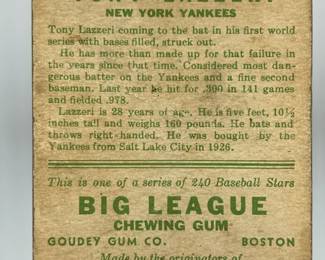 NEW YORK YANKEES
Tony Lazzeri coming to the bat in his first world
series with bases filled, struck out.
He has more than made up for that failure in
the years since that time. Considered most dan-
gerous batter on the Yankees and a fine second
baseman. Last year he hit for .300 in 141 games
and fielded .978.
Lazzeri is 28 years of age. He is five feet, 10½
inches tall and weighs 160 pounds. He bats and
throws right-handed. He was bought by the
Yankees from Salt Lake City in 1926.
This is one of a series of 240 Baseball Stars
BIG LEAGUE
CHEWING GUM
GOUDEY GUM CO. BOSTON
Made by the originators of